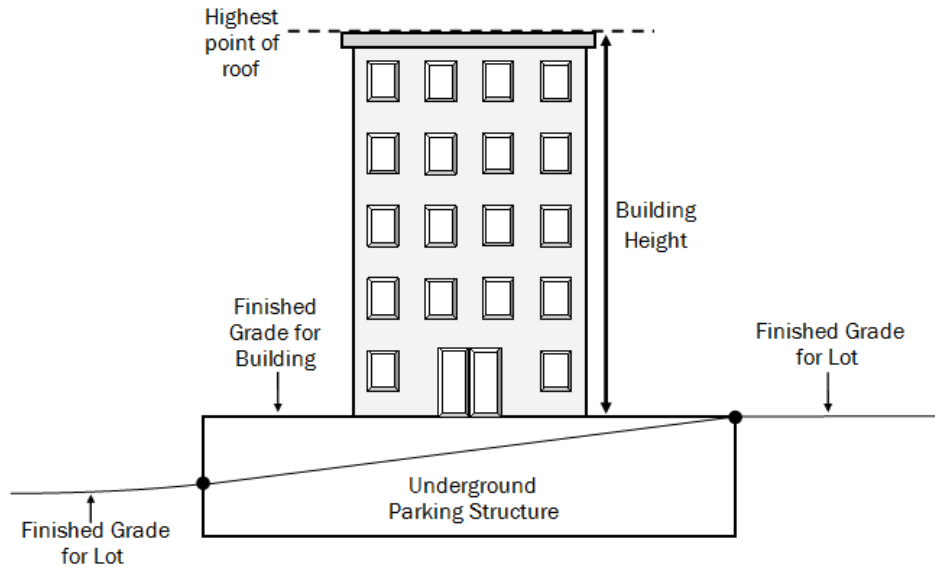 Highest
point of
roof
Building
Height
Finished
Grade for
Building
Finished Grade
for Lot
Underground
Parking Structure
Finished Grade
for Lot